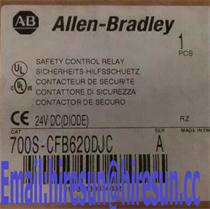 AB Allen-Bradley
1
PCS
SAFETY CONTROL RELAY
SICHERHEITS-HILFSSCHUETZ
CONTACTEUR DE SECURITE
CONTATTORE DI SICUREZZA
CONTACTOR DE SEGURO
24V DC(DIODE)
RZ
CAT
700S-CFB620DJC
A
Email:hiresun@hiresun.cc